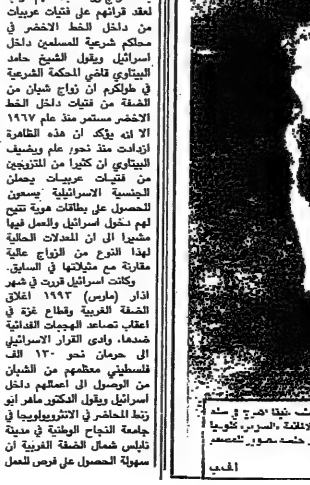 لعقد قرانهم على فتيات عربيات
من داخل الخط الاخضر في
محاكم شرعية للمسلمين داخل
اسرائيل ويقول الشيخ حامد
البيتاوي قاضي المحكمة الشرعية
في طولكرم ان زواج شبان من
الضفة من فتيات داخل الخط
الاخضر مستمر منذ عام ١٩٦٧
الا انه يؤكد ان هذه الظاهرة
ازدادت منذ نحو عام ويضيف
البيتاوي ان كثيرا من المتزوجين
من فتيات عربيات يحملن
الجنسية الاسرائيلية يسعون
للحصول على بطاقات هوية تتيح
لهم دخول اسرائيل والعمل فيها
مشيرا الى ان المعدلات الحالية
لهذا النوع من الزواج عالية
مقارنة مع مثيلاتها في السابق.
وكانت اسرائيل قررت في شهر
اذار (مارس) ١٩٩٣ اغلاق
الضفة الغربية وقطاع غزة في
اعقاب تصاعد الهجمات الفدائية
ضدها. وادى القرار الاسرائيلي
الى حرمان نحو ١٣٠ الف
فلسطيني معظمهم من الشبان
من الوصول الى اعمالهم داخل
اسرائيل ويقول الدكتور ماهر ابو
زنط المحاضر في الانثروبولوجيا في
جامعة النجاح الوطنية في مدينة
نابلس شمال الضفة الغربية ان
سهولة الحصول على فرص للعمل